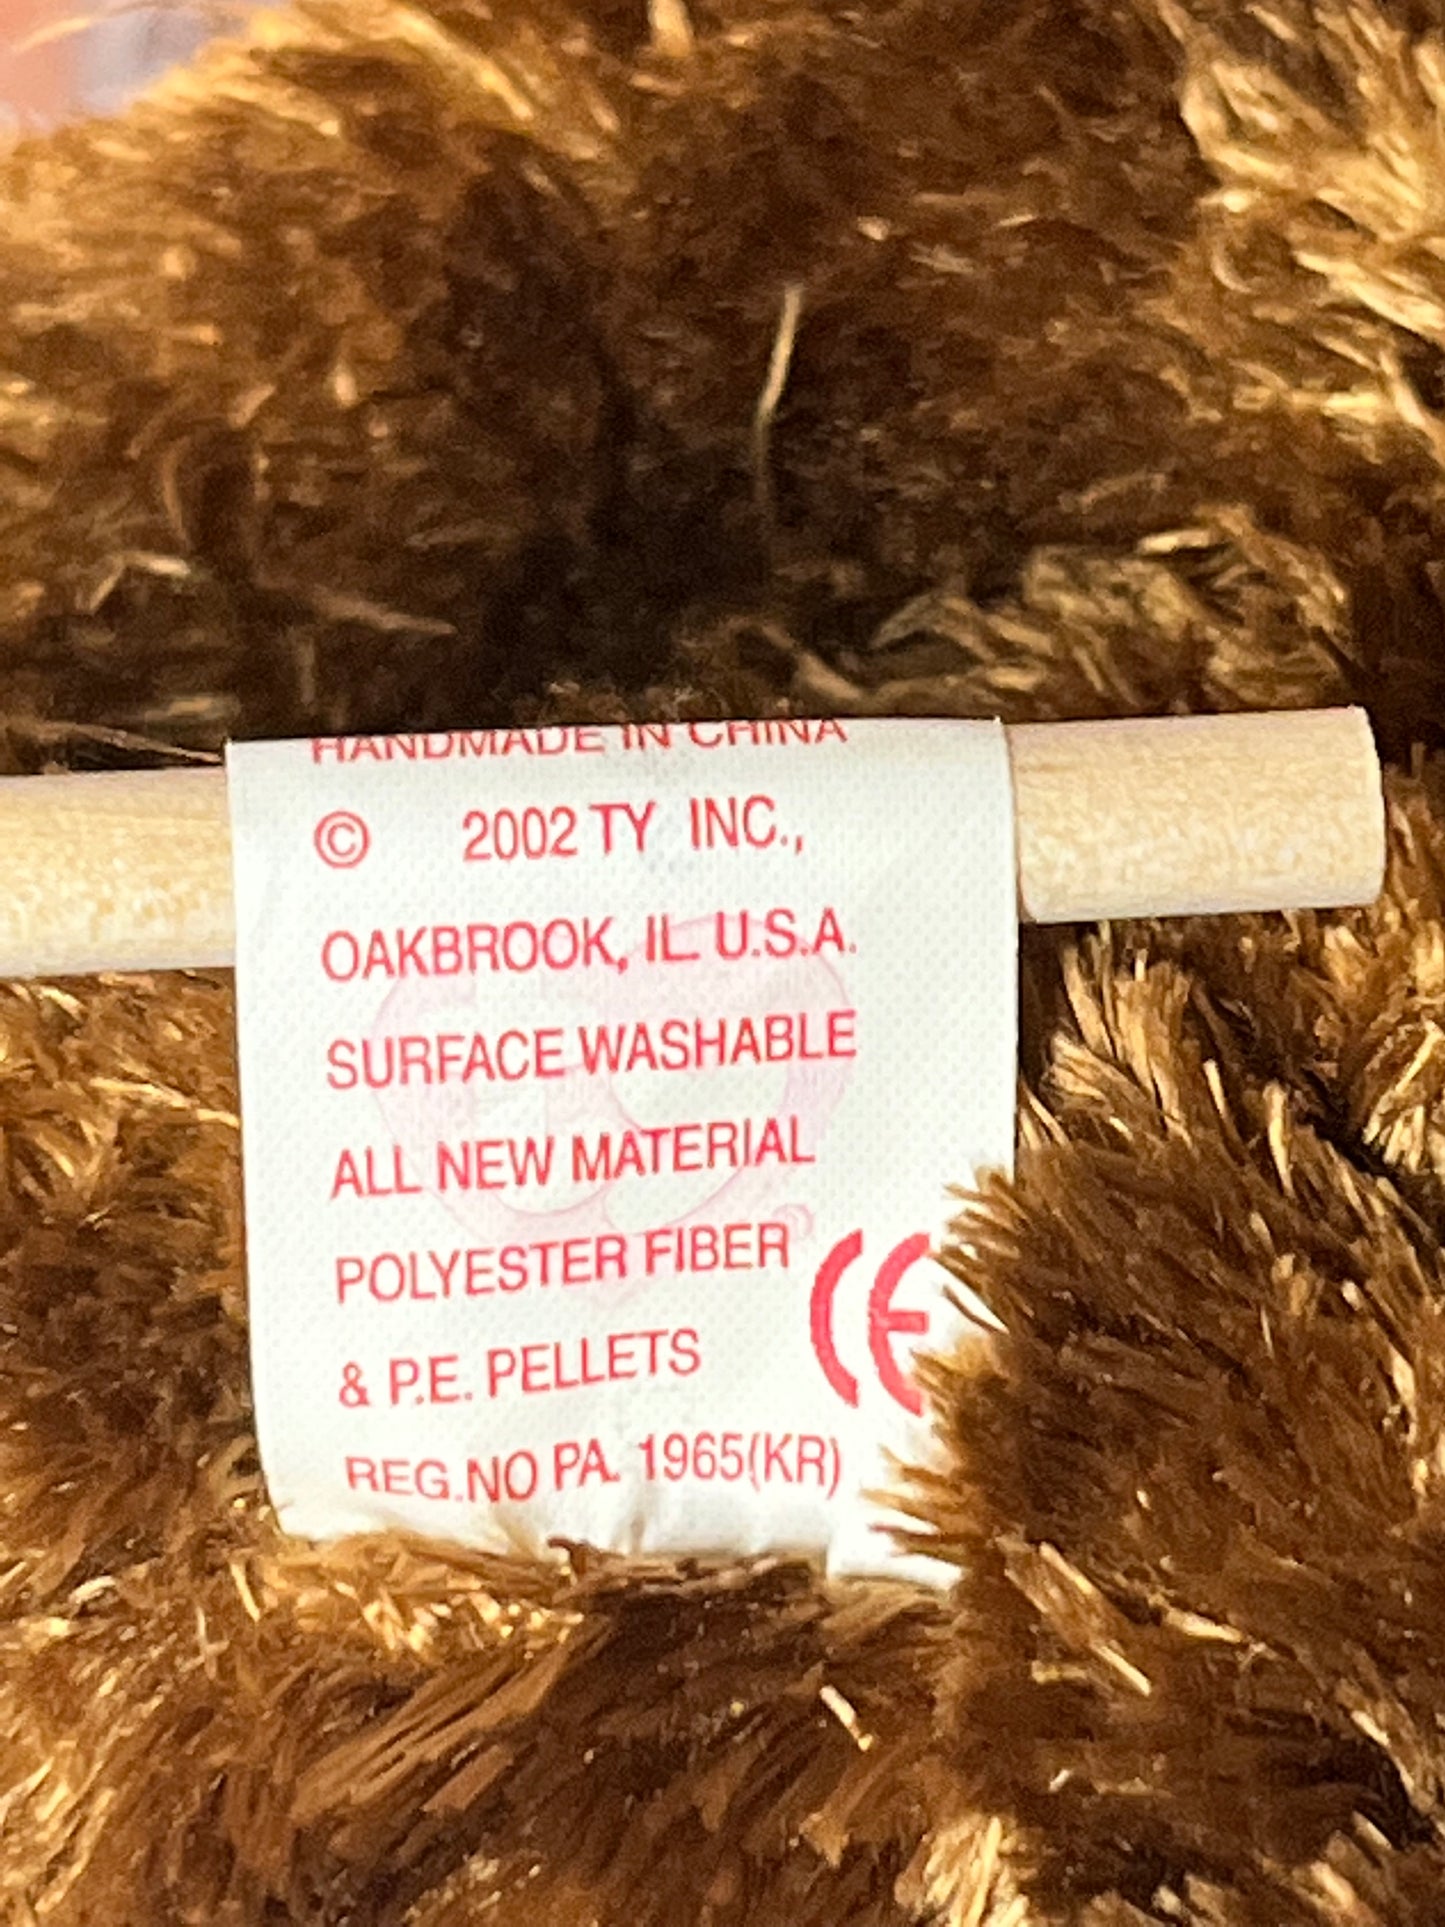 HANDMADE IN CHINA
© 2002 TY INC.,
OAKBROOK, IL. U.S.A.
SURFACE WASHABLE
ALL NEW MATERIAL
POLYESTER FIBER
& P.E. PELLETS
CE
REG.NO PA. 1965(KR)